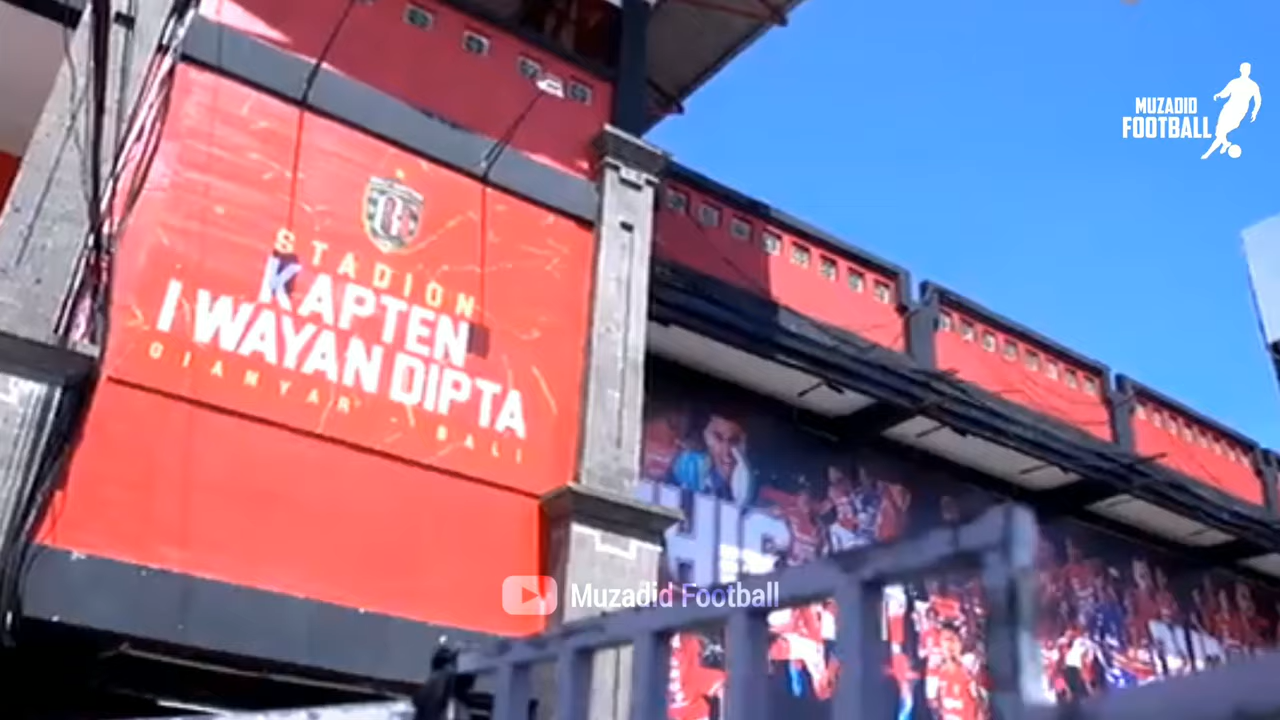 MUZADID
FOOTBALL
STADION
KAPTEN
I WAYAN DIPTA
GIANYAR - BALI
Muzadid Football